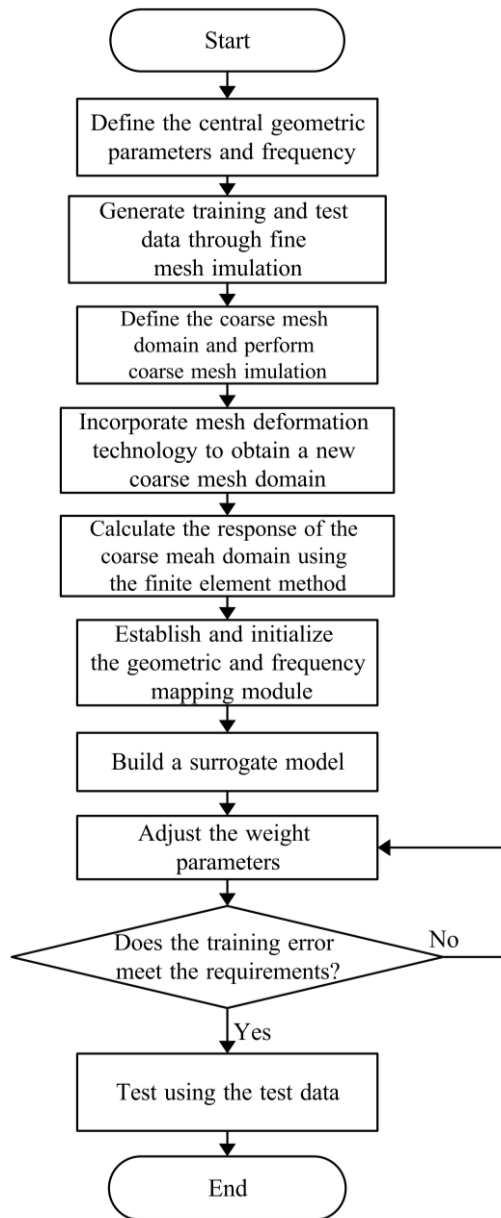 Start
Define the central geometric
parameters and frequency
Generate training and test
data through fine
mesh imulation
Define the coarse mesh
domain and perform
coarse mesh imulation
Incorporate mesh deformation
technology to obtain a new
coarse mesh domain
Calculate the response of the
coarse meah domain using
the finite element method
Establish and initialize
the geometric and frequency
mapping module
Build a surrogate model
Adjust the weight
parameters
Does the training error
meet the requirements?
No
Yes
Test using the test data
End